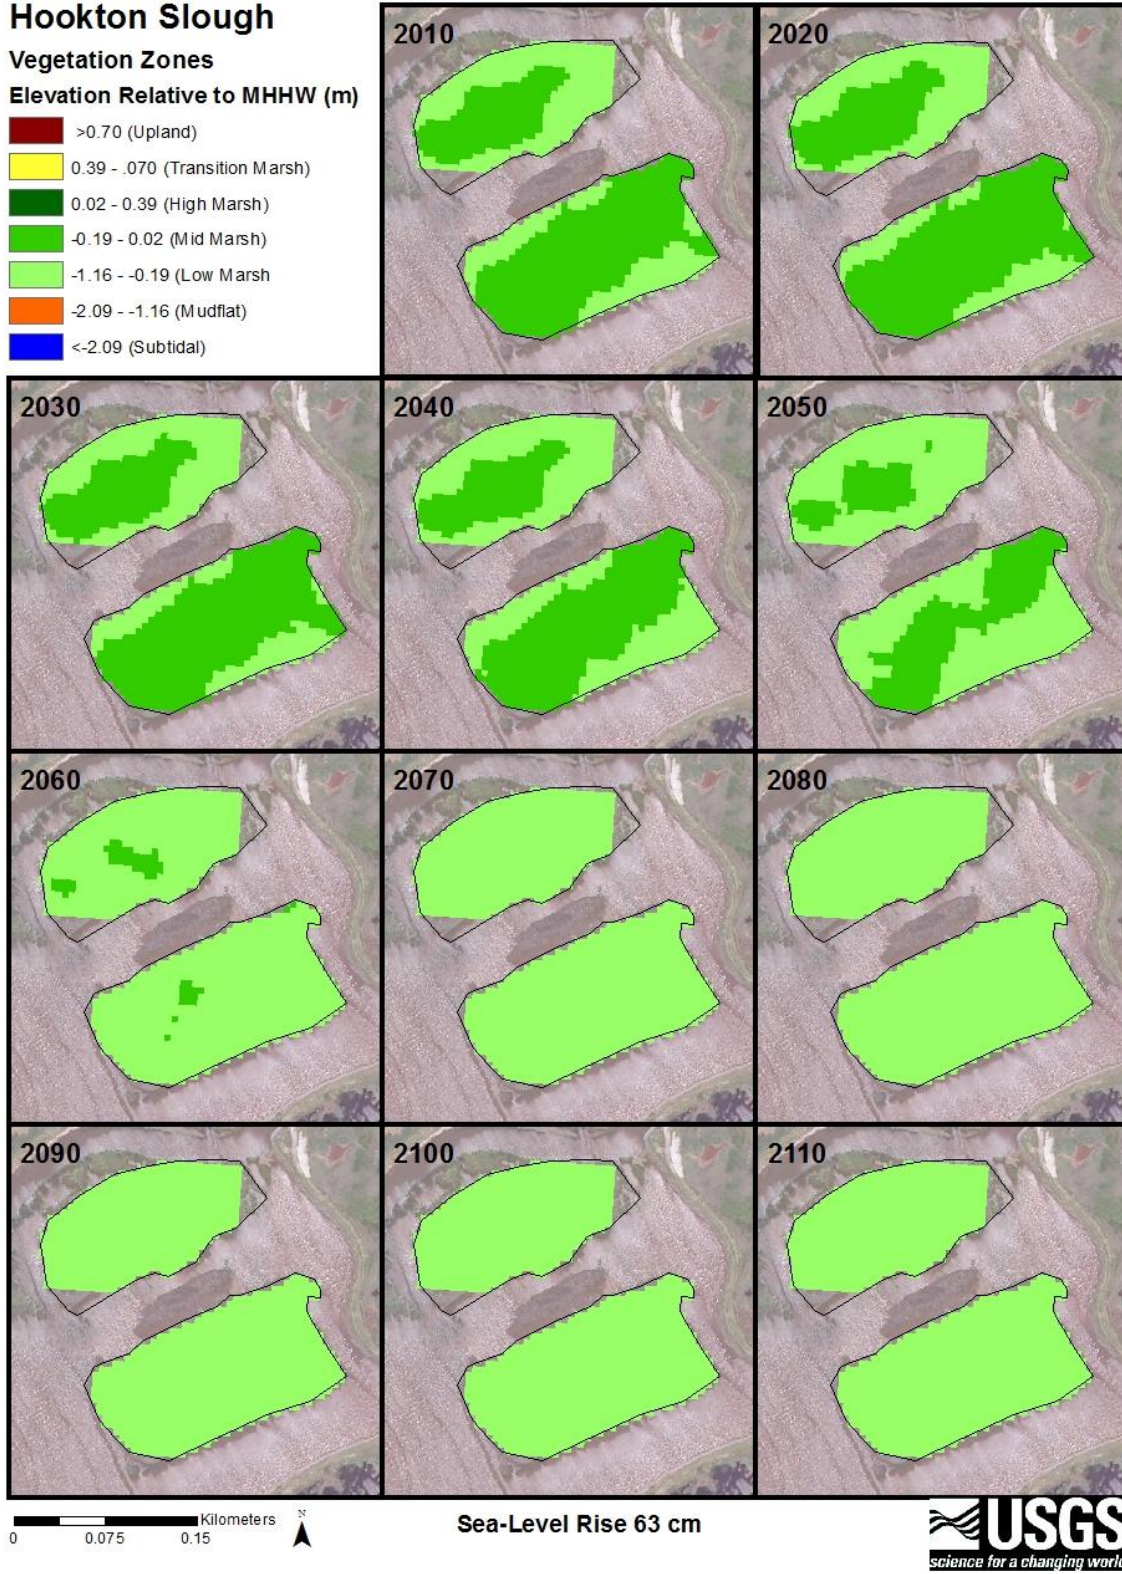 Hookton Slough
Vegetation Zones
Elevation Relative to MHHW (m)
>0.70 (Upland)
0.39 - .070 (Transition Marsh)
0.02 - 0.39 (High Marsh)
-0.19 - 0.02 (Mid Marsh)
-1.16 - -0.19 (Low Marsh
-2.09 - -1.16 (Mudflat)
<-2.09 (Subtidal)
2010
2020
2030
2040
2050
2060
2070
2080
2090
2100
2110
Kilometers
0 0.075 0.15
N
Sea-Level Rise 63 cm
USGS
science for a changing world